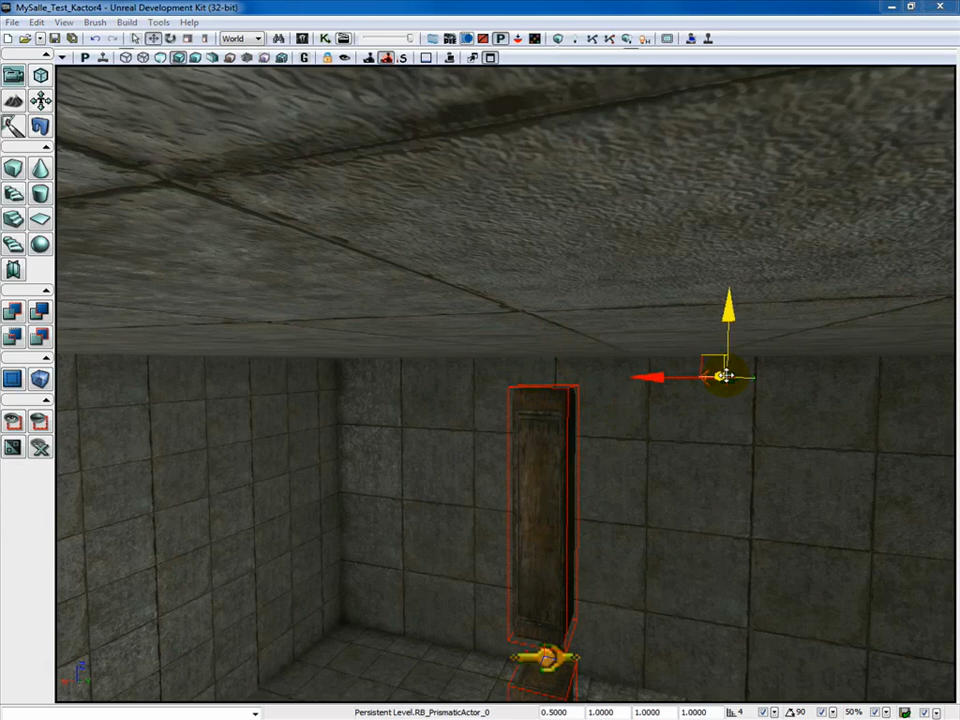 MySalle_Test_Kactor4 - Unreal Development Kit (32-bit)
File Edit View Brush Build Tools Help
World
P
P G S
Persistent Level.RB_PrismaticActor_0 0.5000 1.0000 1.0000 1.0000 4 90 50%